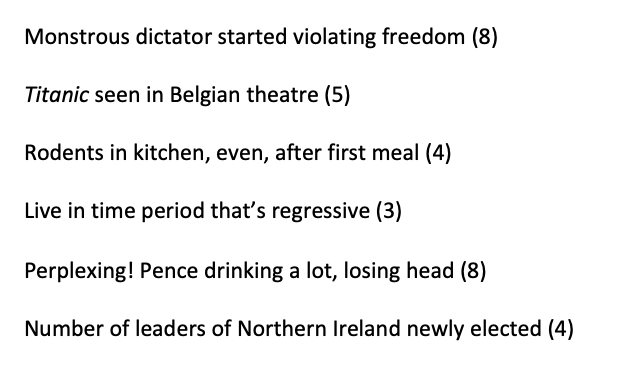 Monstrous dictator started violating freedom (8)
Titanic seen in Belgian theatre (5)
Rodents in kitchen, even, after first meal (4)
Live in time period that’s regressive (3)
Perplexing! Pence drinking a lot, losing head (8)
Number of leaders of Northern Ireland newly elected (4)